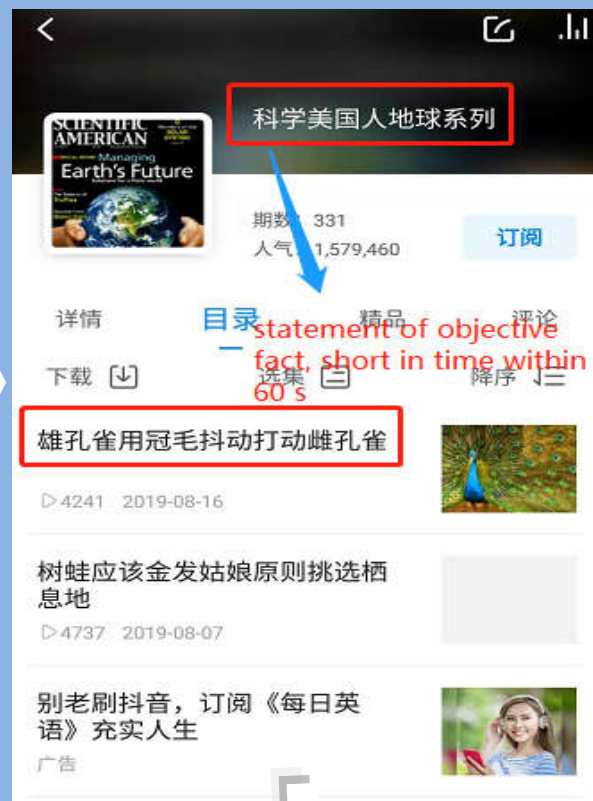 科学美国人地球系列
SCIENTIFIC
AMERICAN
Managing
Earth's Future
期数: 331
人气: 1,579,460
订阅
详情
目录
精品
评论
statement of objective
fact, short in time within
60 s
下载
选集
降序
雄孔雀用冠毛抖动打动雌孔雀
4241 2019-08-16
树蛙应该金发姑娘原则挑选栖
息地
4737 2019-08-07
别老刷抖音，订阅《每日英
语》充实人生
广告